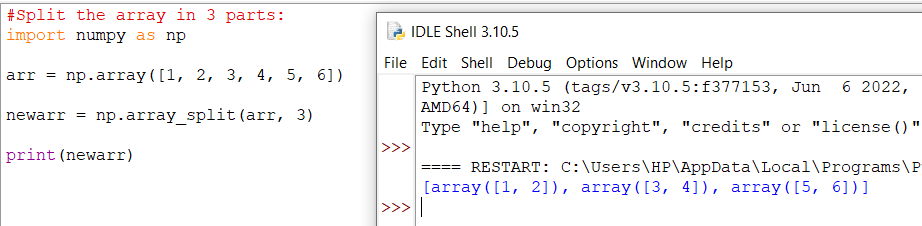 #Split the array in 3 parts:
import numpy as np
arr = np.array([1, 2, 3, 4, 5, 6])
newarr = np.array_split(arr, 3)
print(newarr)
IDLE Shell 3.10.5
File Edit Shell Debug Options Window Help
Python 3.10.5 (tags/v3.10.5:f377153, Jun  6 2022,
AMD64)] on win32
Type "help", "copyright", "credits" or "license()"
>>>
==== RESTART: C:\Users\HP\AppData\Local\Programs\P
[array([1, 2]), array([3, 4]), array([5, 6])]
>>>